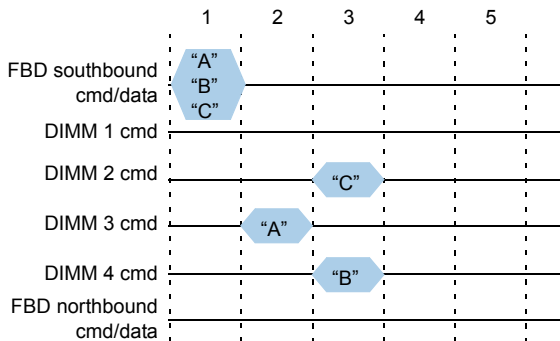 1 2 3 4 5
FBD southbound
cmd/data
“A”
“B”
“C”
DIMM 1 cmd
DIMM 2 cmd
“C”
DIMM 3 cmd
“A”
DIMM 4 cmd
“B”
FBD northbound
cmd/data